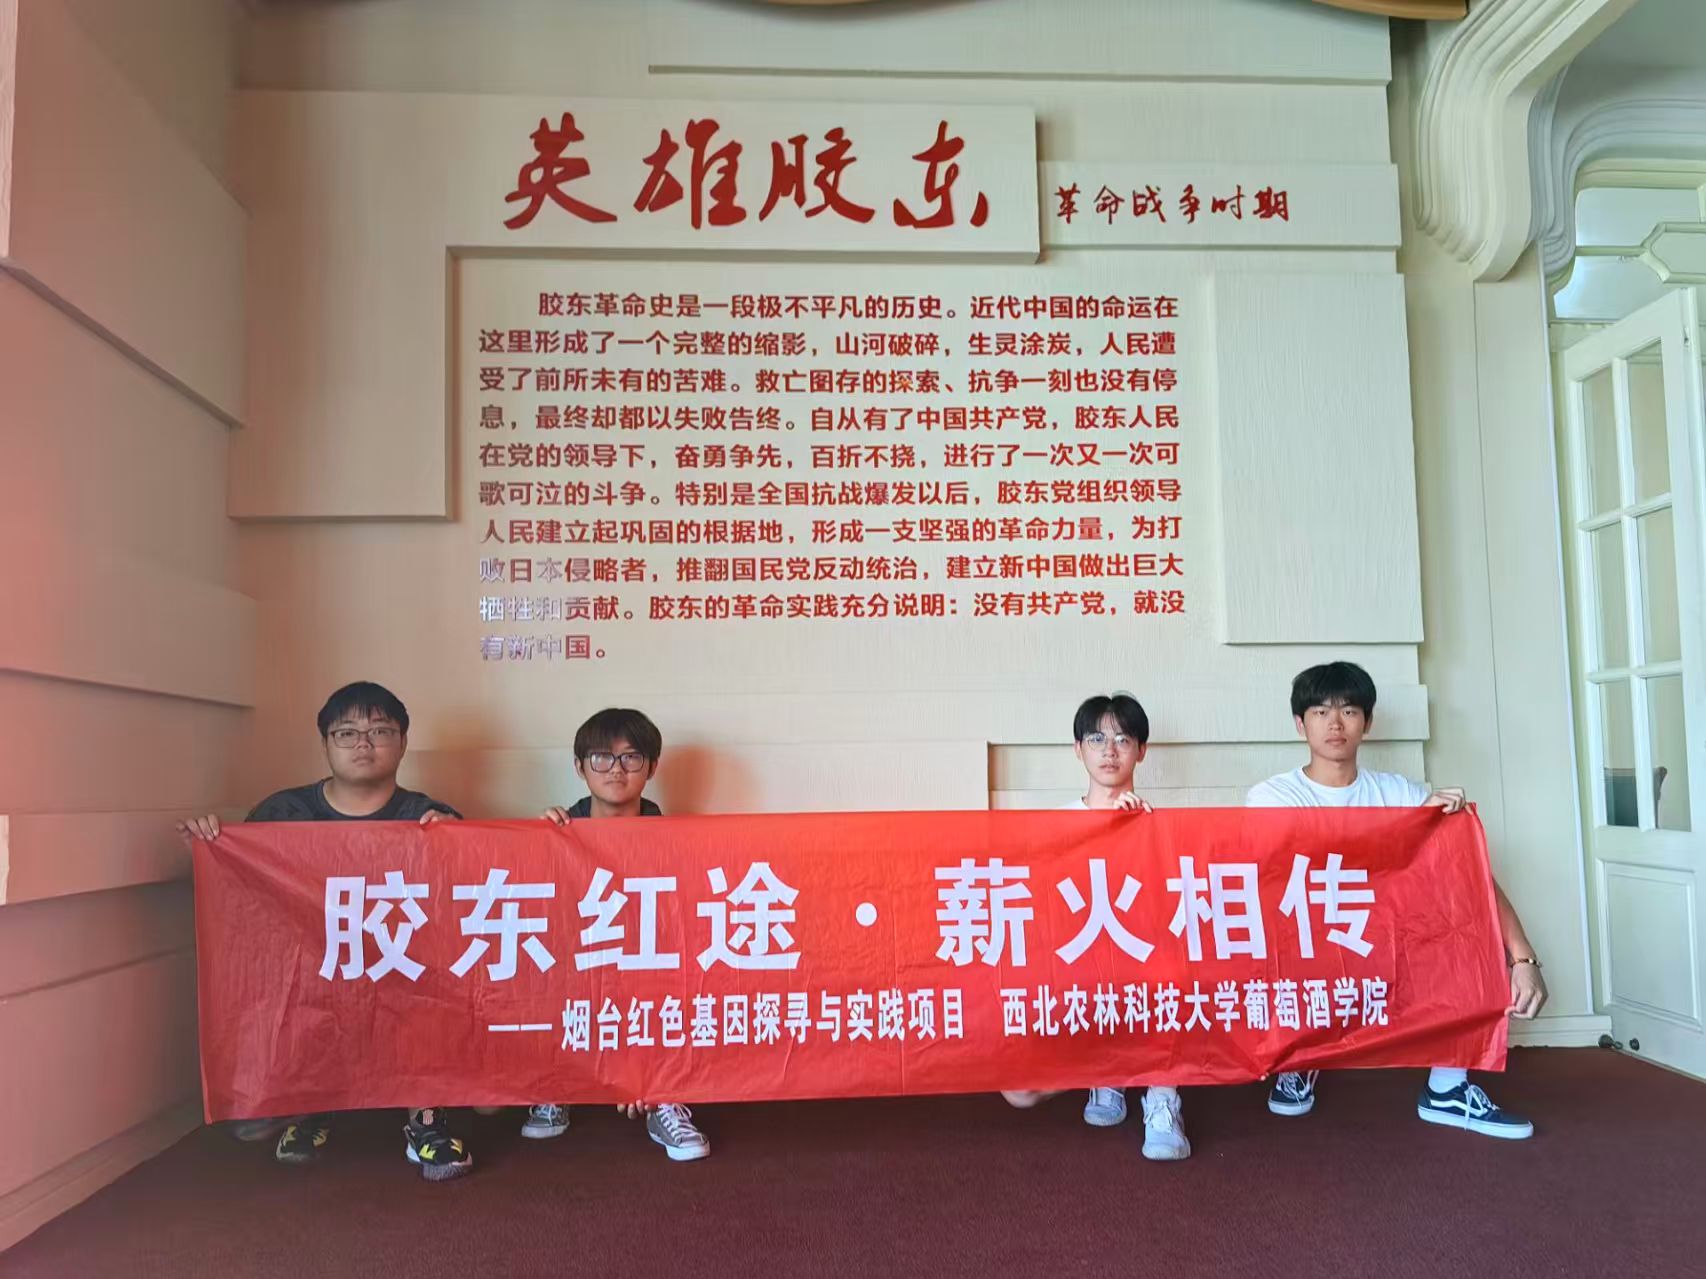 英雄胶东 革命战争时期
胶东革命史是一段极不平凡的历史。近代中国的命运在
这里形成了一个完整的缩影，山河破碎，生灵涂炭，人民遭
受了前所未有的苦难。救亡图存的探索、抗争一刻也没有停
息，最终却都以失败告终。自从有了中国共产党，胶东人民
在党的领导下，奋勇争先，百折不挠，进行了一次又一次可
歌可泣的斗争。特别是全国抗战爆发以后，胶东党组织领导
人民建立起巩固的根据地，形成一支坚强的革命力量，为打
败日本侵略者，推翻国民党反动统治，建立新中国做出巨大
牺牲和贡献。胶东的革命实践充分说明：没有共产党，就没
有新中国。
胶东红途·薪火相传
——烟台红色基因探寻与实践项目 西北农林科技大学葡萄酒学院